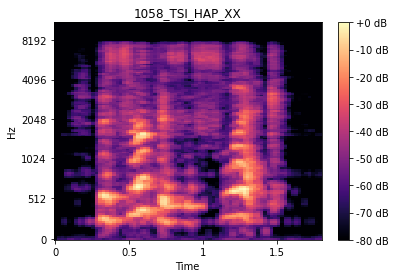 1058_TSI_HAP_XX
8192
4096
2048
1024
512
0
Hz
0
0.5
1
1.5
Time
+0 dB
-10 dB
-20 dB
-30 dB
-40 dB
-50 dB
-60 dB
-70 dB
-80 dB